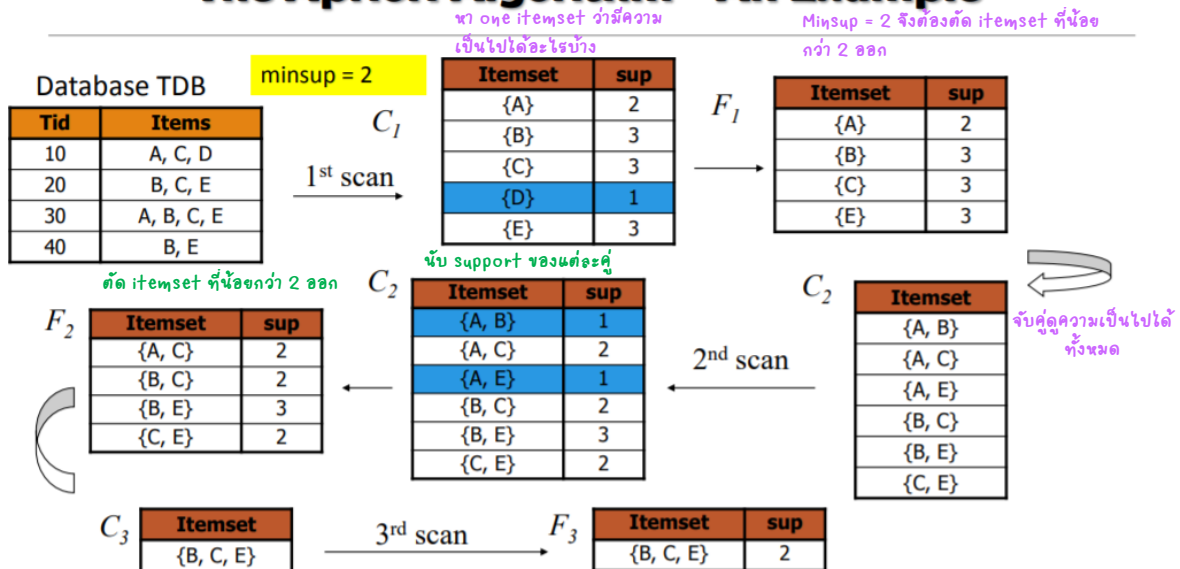 The Apriori Algorithm - An Example
หา one itemset ว่ามีความ
เป็นไปได้อะไรบ้าง
Minsup = 2 จึงต้องตัด itemset ที่น้อย
กว่า 2 ออก
Database TDB
minsup = 2
Tid Items
10 A, C, D
20 B, C, E
30 A, B, C, E
40 B, E
1st scan
C1
Itemset sup
{A} 2
{B} 3
{C} 3
{D} 1
{E} 3
F1
Itemset sup
{A} 2
{B} 3
{C} 3
{E} 3
จับคู่ดูความเป็นไปได้
ทั้งหมด
C2
Itemset
{A, B}
{A, C}
{A, E}
{B, C}
{B, E}
{C, E}
2nd scan
นับ support ของแต่ละคู่
C2
Itemset sup
{A, B} 1
{A, C} 2
{A, E} 1
{B, C} 2
{B, E} 3
{C, E} 2
ตัด itemset ที่น้อยกว่า 2 ออก
F2
Itemset sup
{A, C} 2
{B, C} 2
{B, E} 3
{C, E} 2
C3
Itemset
{B, C, E}
3rd scan
F3
Itemset sup
{B, C, E} 2